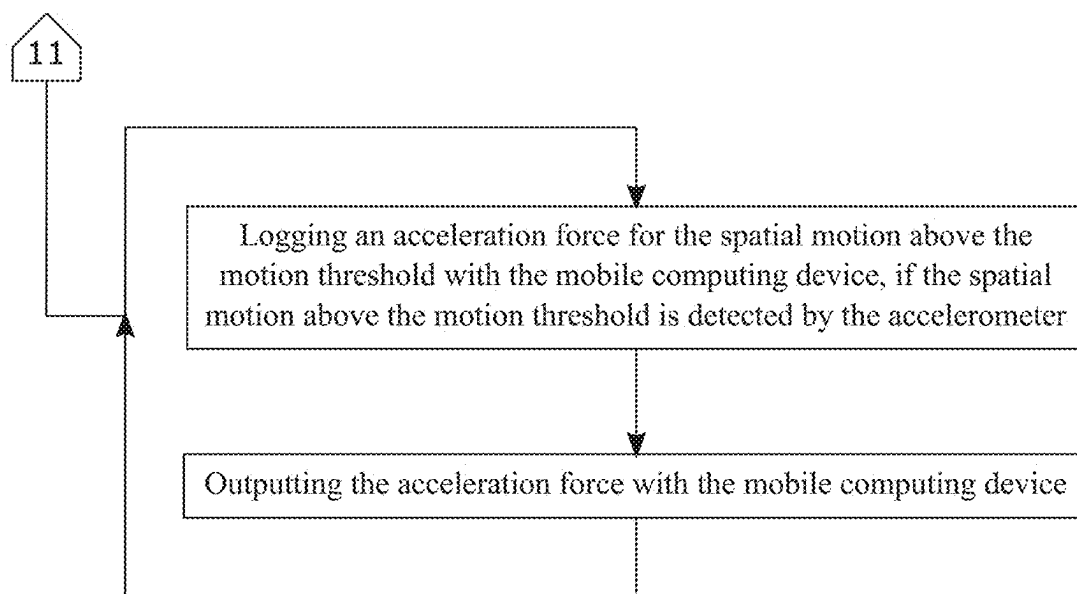 11
Logging an acceleration force for the spatial motion above the
motion threshold with the mobile computing device, if the spatial
motion above the motion threshold is detected by the accelerometer
Outputting the acceleration force with the mobile computing device